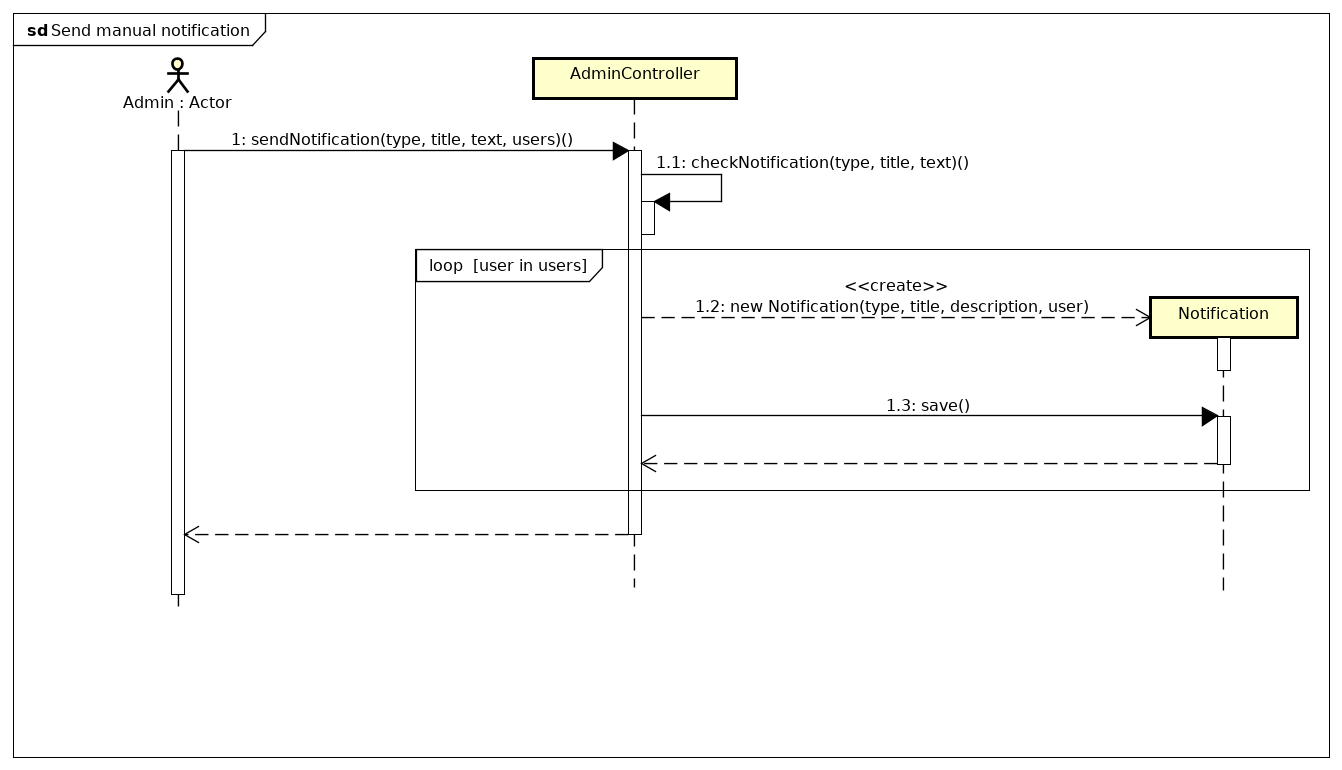 sd Send manual notification
Admin : Actor
AdminController
1: sendNotification(type, title, text, users)()
1.1: checkNotification(type, title, text)()
loop [user in users]
<<create>>
1.2: new Notification(type, title, description, user)
Notification
1.3: save()